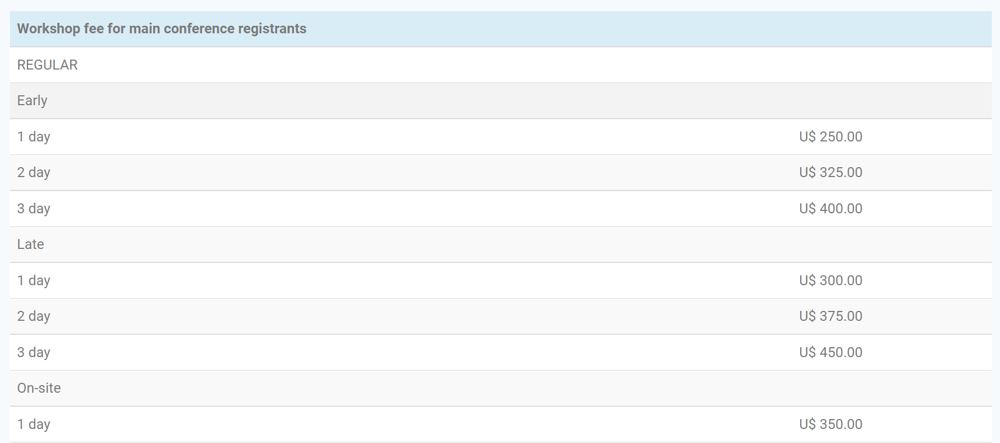 Workshop fee for main conference registrants
REGULAR
Early
1 day U$ 250.00
2 day U$ 325.00
3 day U$ 400.00
Late
1 day U$ 300.00
2 day U$ 375.00
3 day U$ 450.00
On-site
1 day U$ 350.00